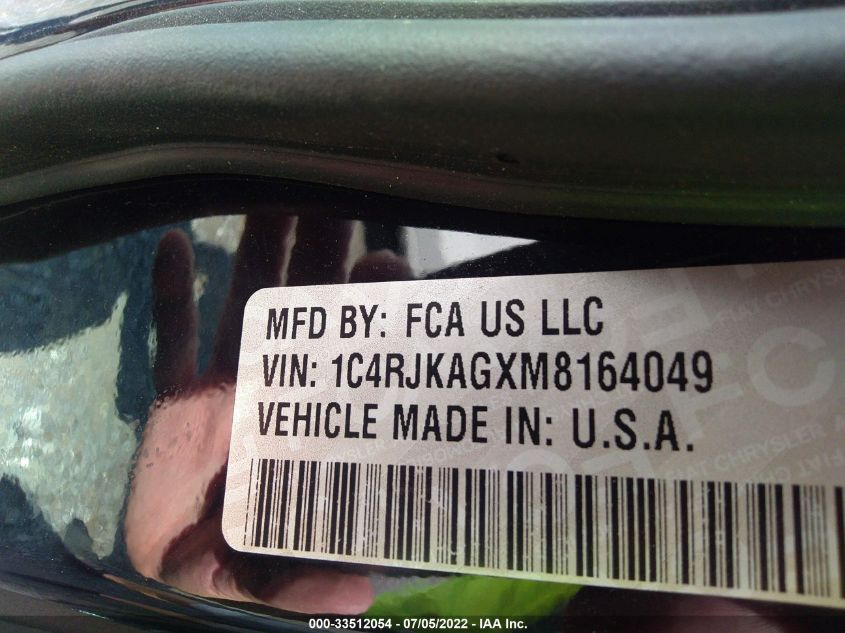 MFD BY: FCA US LLC
VIN: 1C4RJKAGXM8164049
VEHICLE MADE IN: U.S.A.
000-33512054 - 07/05/2022 - IAA Inc.